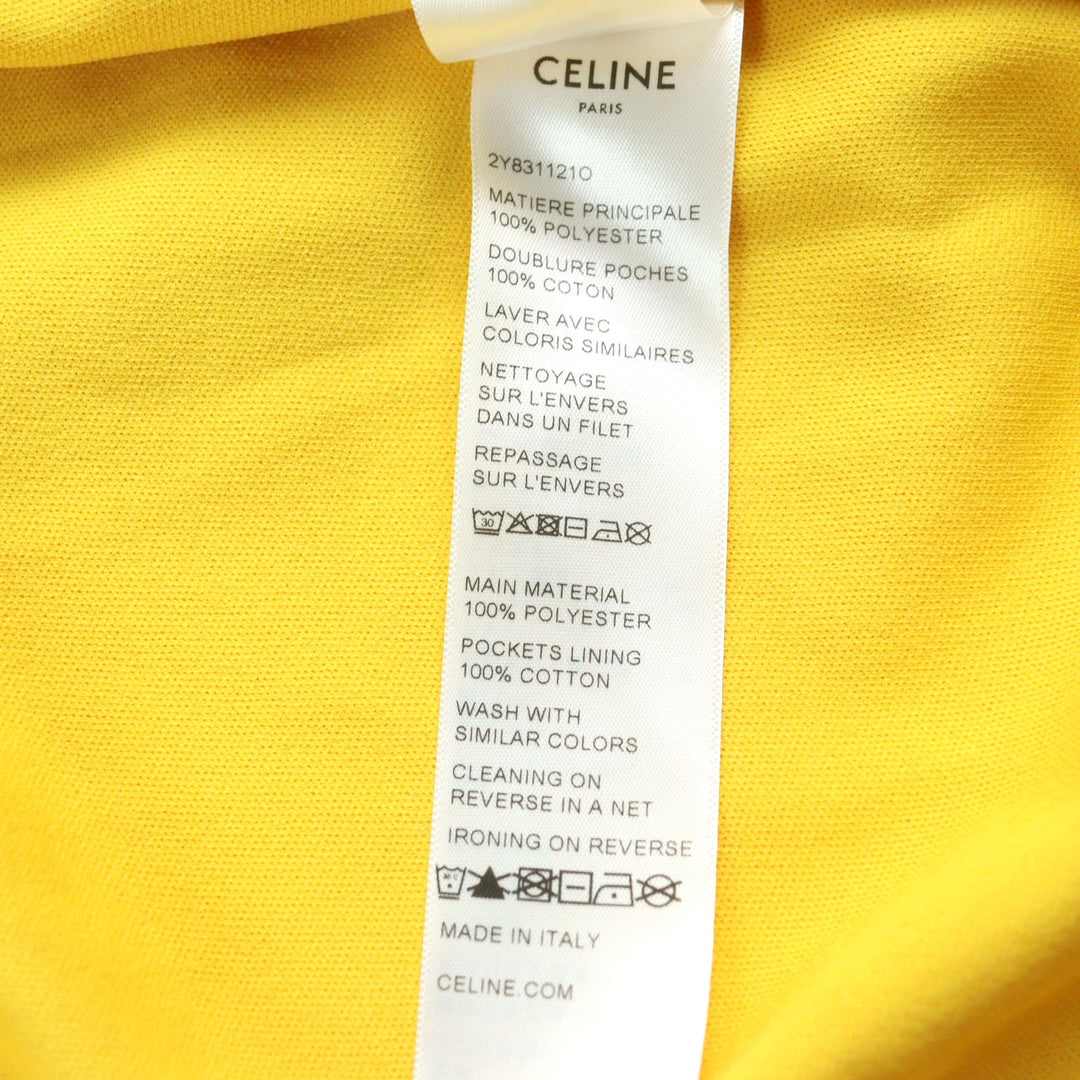 CELINE
PARIS
2Y831121O
MATIERE PRINCIPALE
100% POLYESTER
DOUBLURE POCHES
100% COTON
LAVER AVEC
COLORIS SIMILAIRES
NETTOYAGE
SUR L'ENVERS
DANS UN FILET
REPASSAGE
SUR L'ENVERS
30
MAIN MATERIAL
100% POLYESTER
POCKETS LINING
100% COTTON
WASH WITH
SIMILAR COLORS
CLEANING ON
REVERSE IN A NET
IRONING ON REVERSE
MADE IN ITALY
CELINE.COM